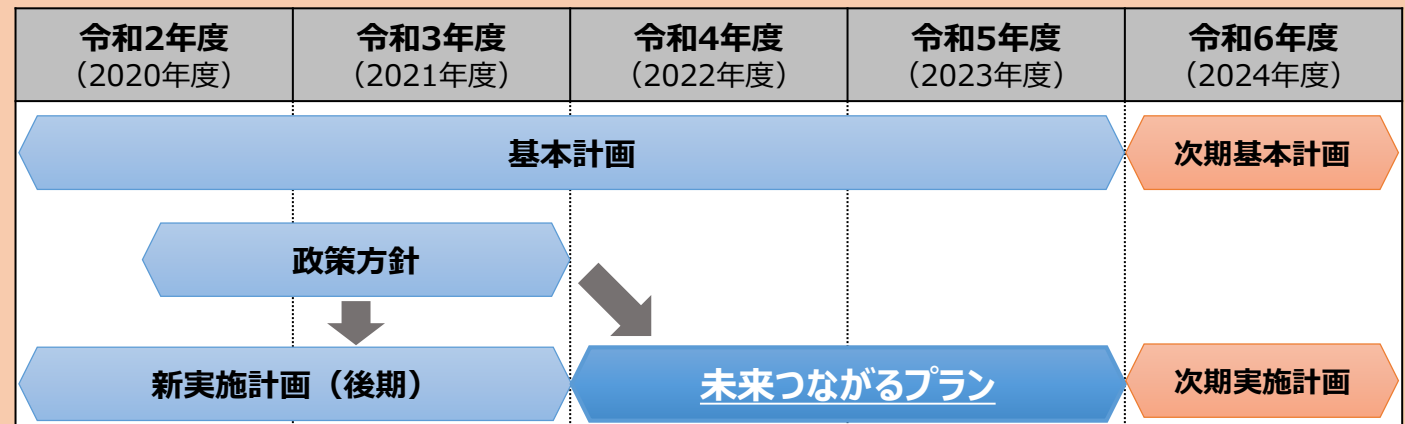 令和2年度
（2020年度）
令和3年度
（2021年度）
令和4年度
（2022年度）
令和5年度
（2023年度）
令和6年度
（2024年度）
基本計画
次期基本計画
政策方針
新実施計画（後期）
未来つながるプラン
次期実施計画